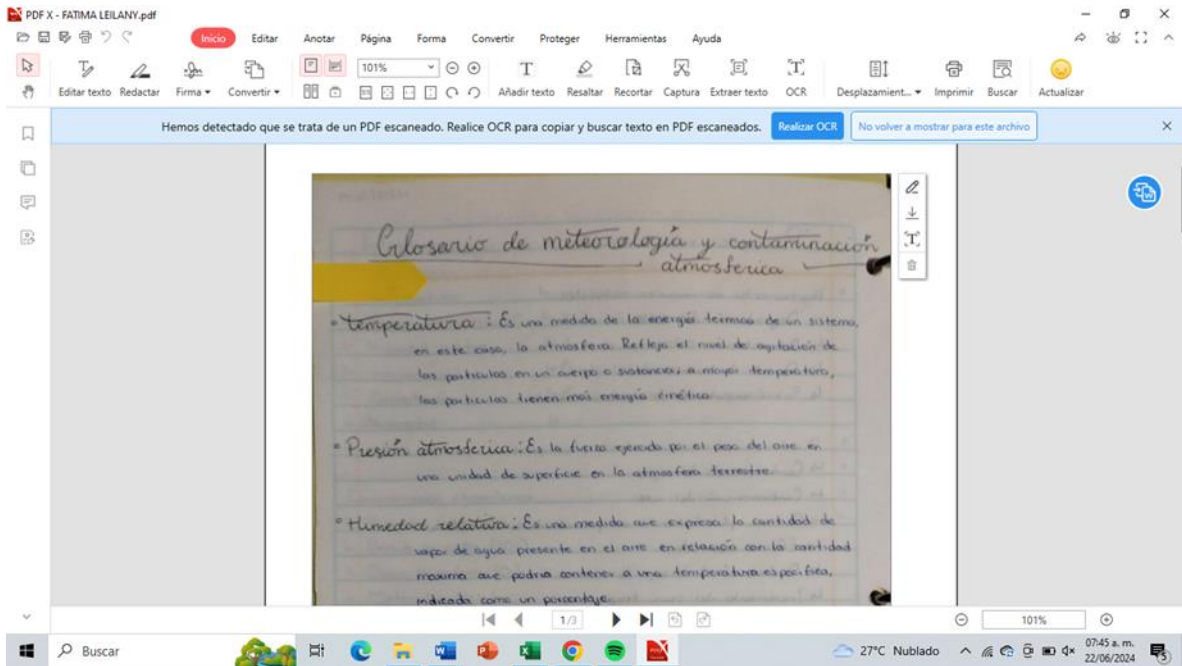 PDF X - FATIMA LEILANY.pdf
Inicio Editar Anotar Página Forma Convertir Proteger Herramientas Ayuda
101%
Editar texto Redactar Firma Convertir Añadir texto Resaltar Recortar Captura Extraer texto OCR Desplazamient... Imprimir Buscar Actualizar
Hemos detectado que se trata de un PDF escaneado. Realice OCR para copiar y buscar texto en PDF escaneados. Realizar OCR No volver a mostrar para este archivo
Glosario de meteorología y contaminación
atmosferica
° temperatura : Es una medida de la energía termica de un sistema,
en este caso, la atmosfera. Refleja el nivel de agitación de
las particulas en un cuerpo o sustancia; a mayor temperatura,
las particulas tienen mas energía cinética.
° Presión atmosferica : Es la fuerza ejercida por el peso del aire en
una unidad de superficie en la atmosfera terrestre.
° Humedad relativa : Es una medida que expresa la cantidad de
vapor de agua presente en el aire en relación con la cantidad
maxima que podria contener a una temperatura especifica,
indicada como un porcentaje.
1/3 101%
Buscar 27°C Nublado 07:45 a. m.
22/06/2024 5